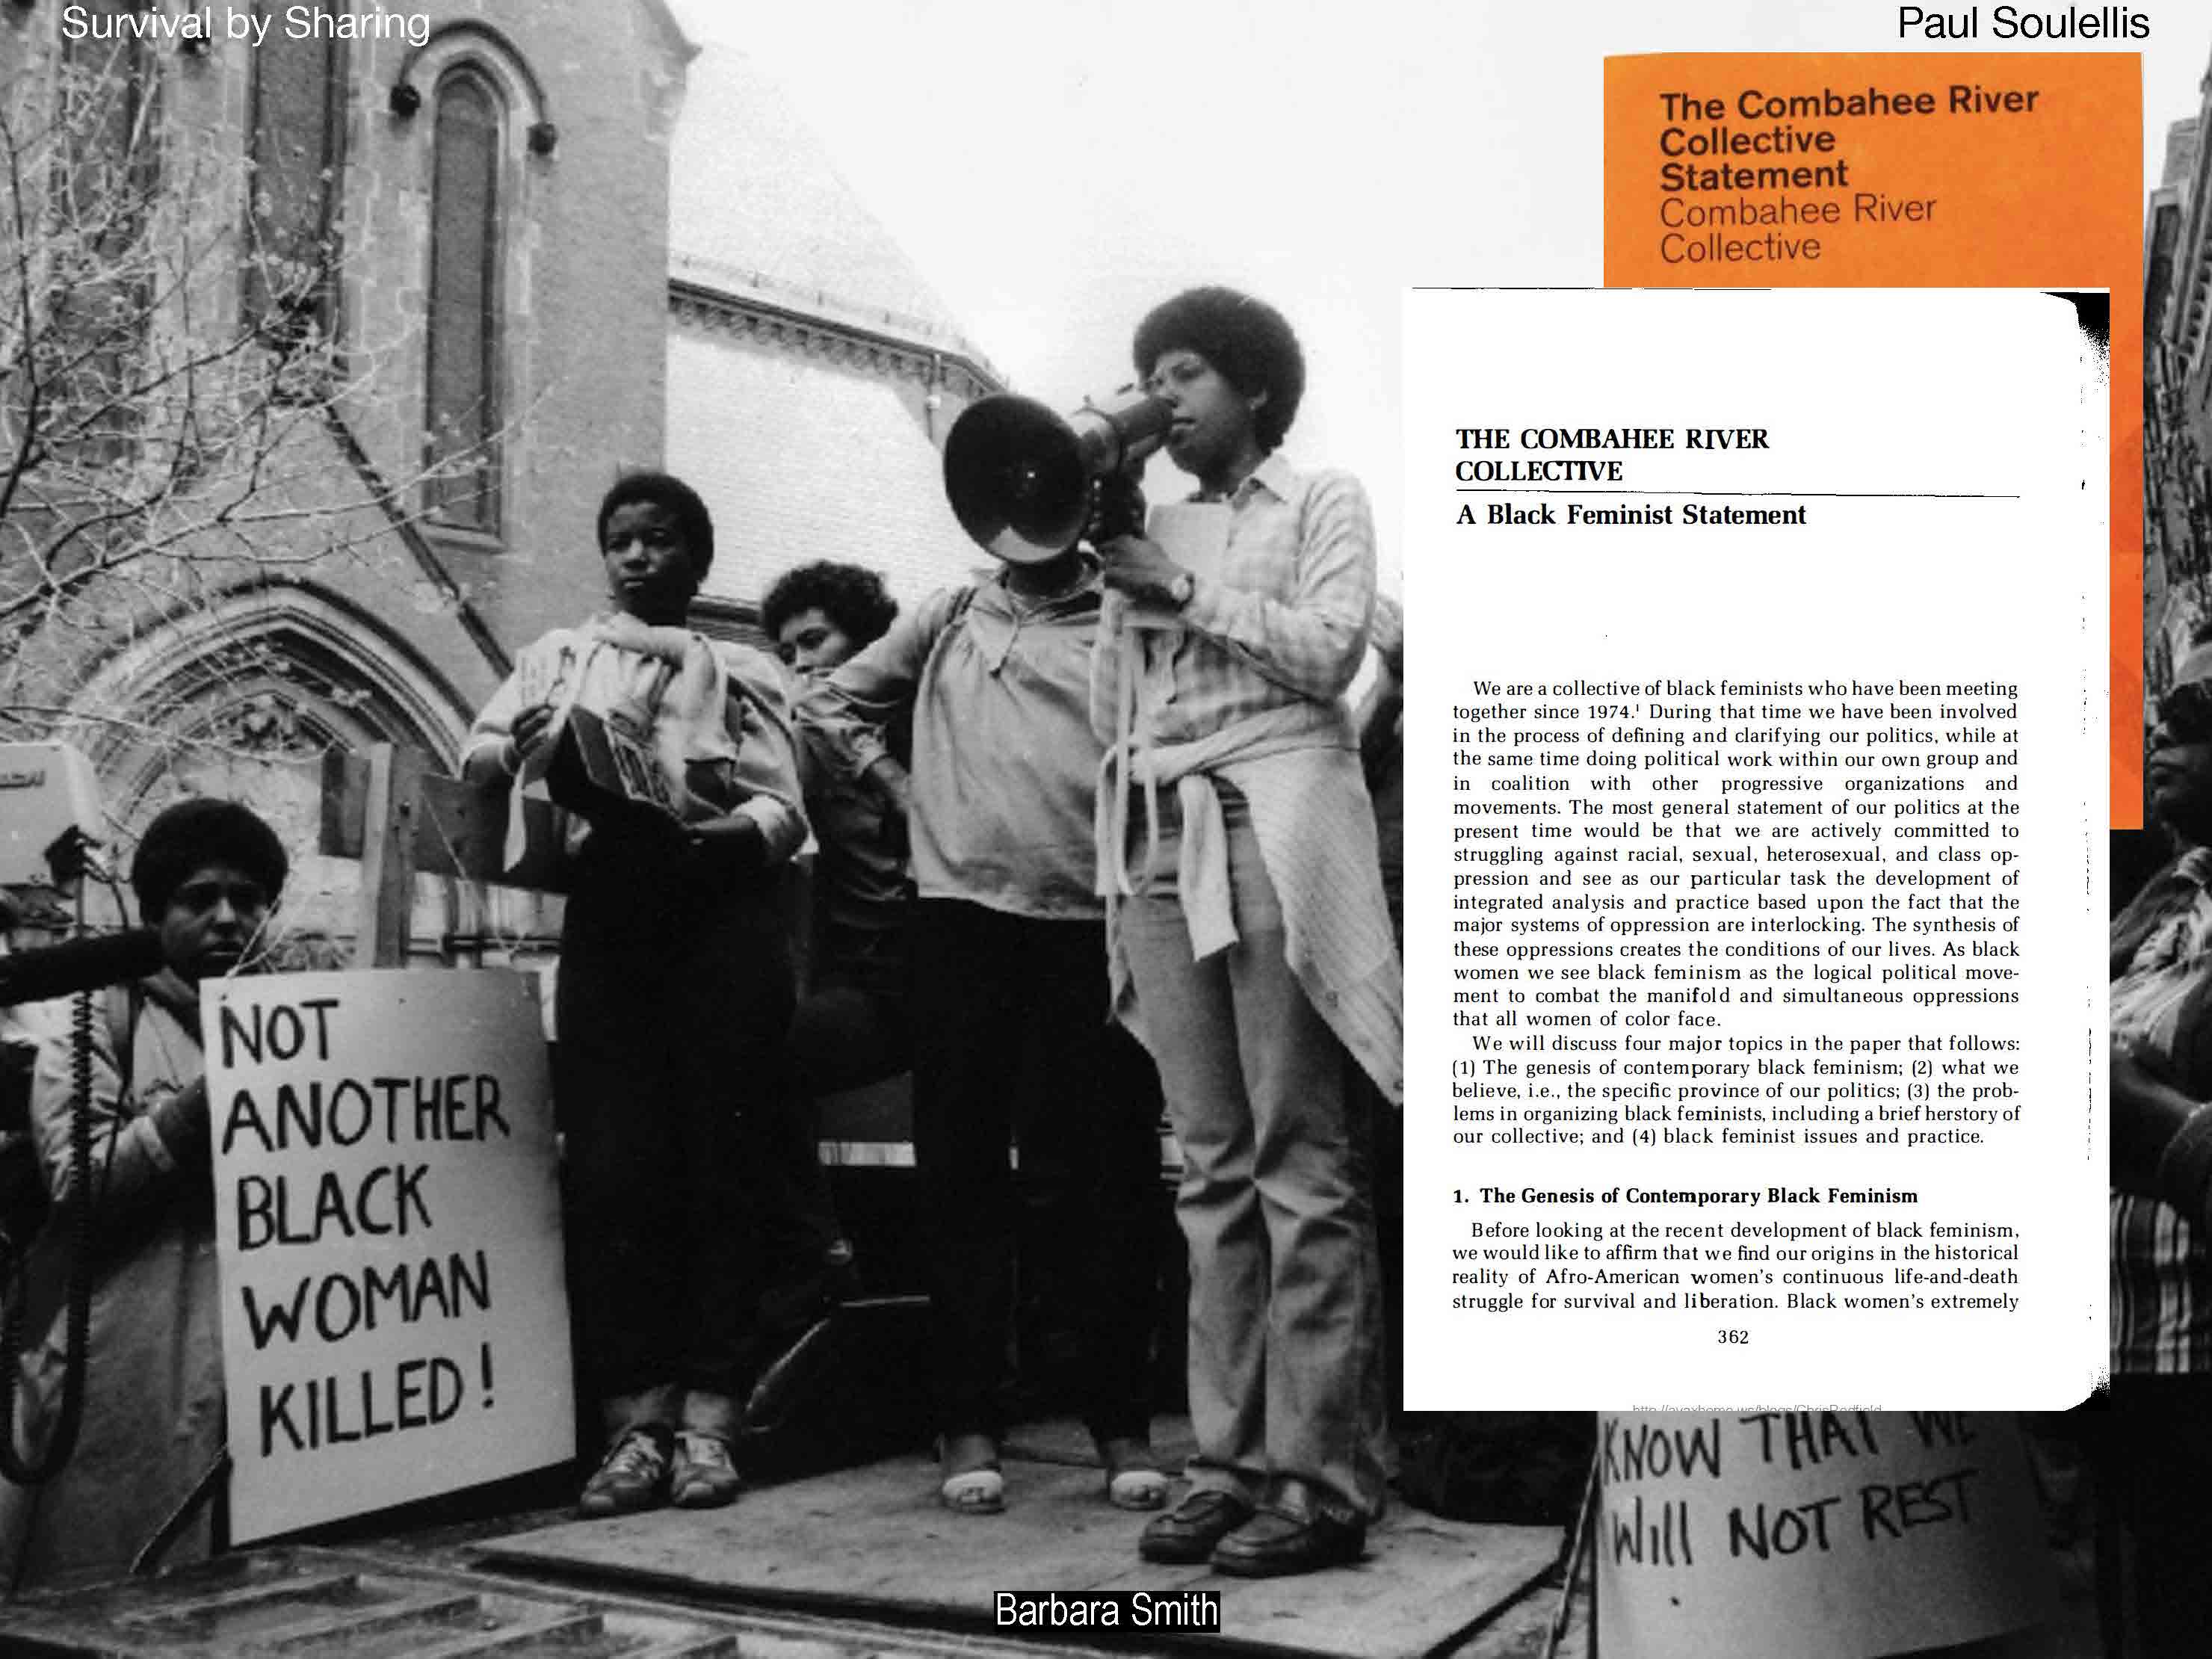 Survival by Sharing
Paul Soulellis
The Combahee River
Collective
Statement
Combahee River
Collective
THE COMBAHEE RIVER
COLLECTIVE
A Black Feminist Statement
We are a collective of black feminists who have been meeting
together since 1974.¹ During that time we have been involved
in the process of defining and clarifying our politics, while at
the same time doing political work within our own group and
in coalition with other progressive organizations and
movements. The most general statement of our politics at the
present time would be that we are actively committed to
struggling against racial, sexual, heterosexual, and class op-
pression and see as our particular task the development of
integrated analysis and practice based upon the fact that the
major systems of oppression are interlocking. The synthesis of
these oppressions creates the conditions of our lives. As black
women we see black feminism as the logical political move-
ment to combat the manifold and simultaneous oppressions
that all women of color face.
We will discuss four major topics in the paper that follows:
(1) The genesis of contemporary black feminism; (2) what we
believe, i.e., the specific province of our politics; (3) the prob-
lems in organizing black feminists, including a brief herstory of
our collective; and (4) black feminist issues and practice.
1. The Genesis of Contemporary Black Feminism
Before looking at the recent development of black feminism,
we would like to affirm that we find our origins in the historical
reality of Afro-American women's continuous life-and-death
struggle for survival and liberation. Black women's extremely
362
NOT
ANOTHER
BLACK
WOMAN
KILLED!
KNOW THAT WE
Will NOT REST
Barbara Smith